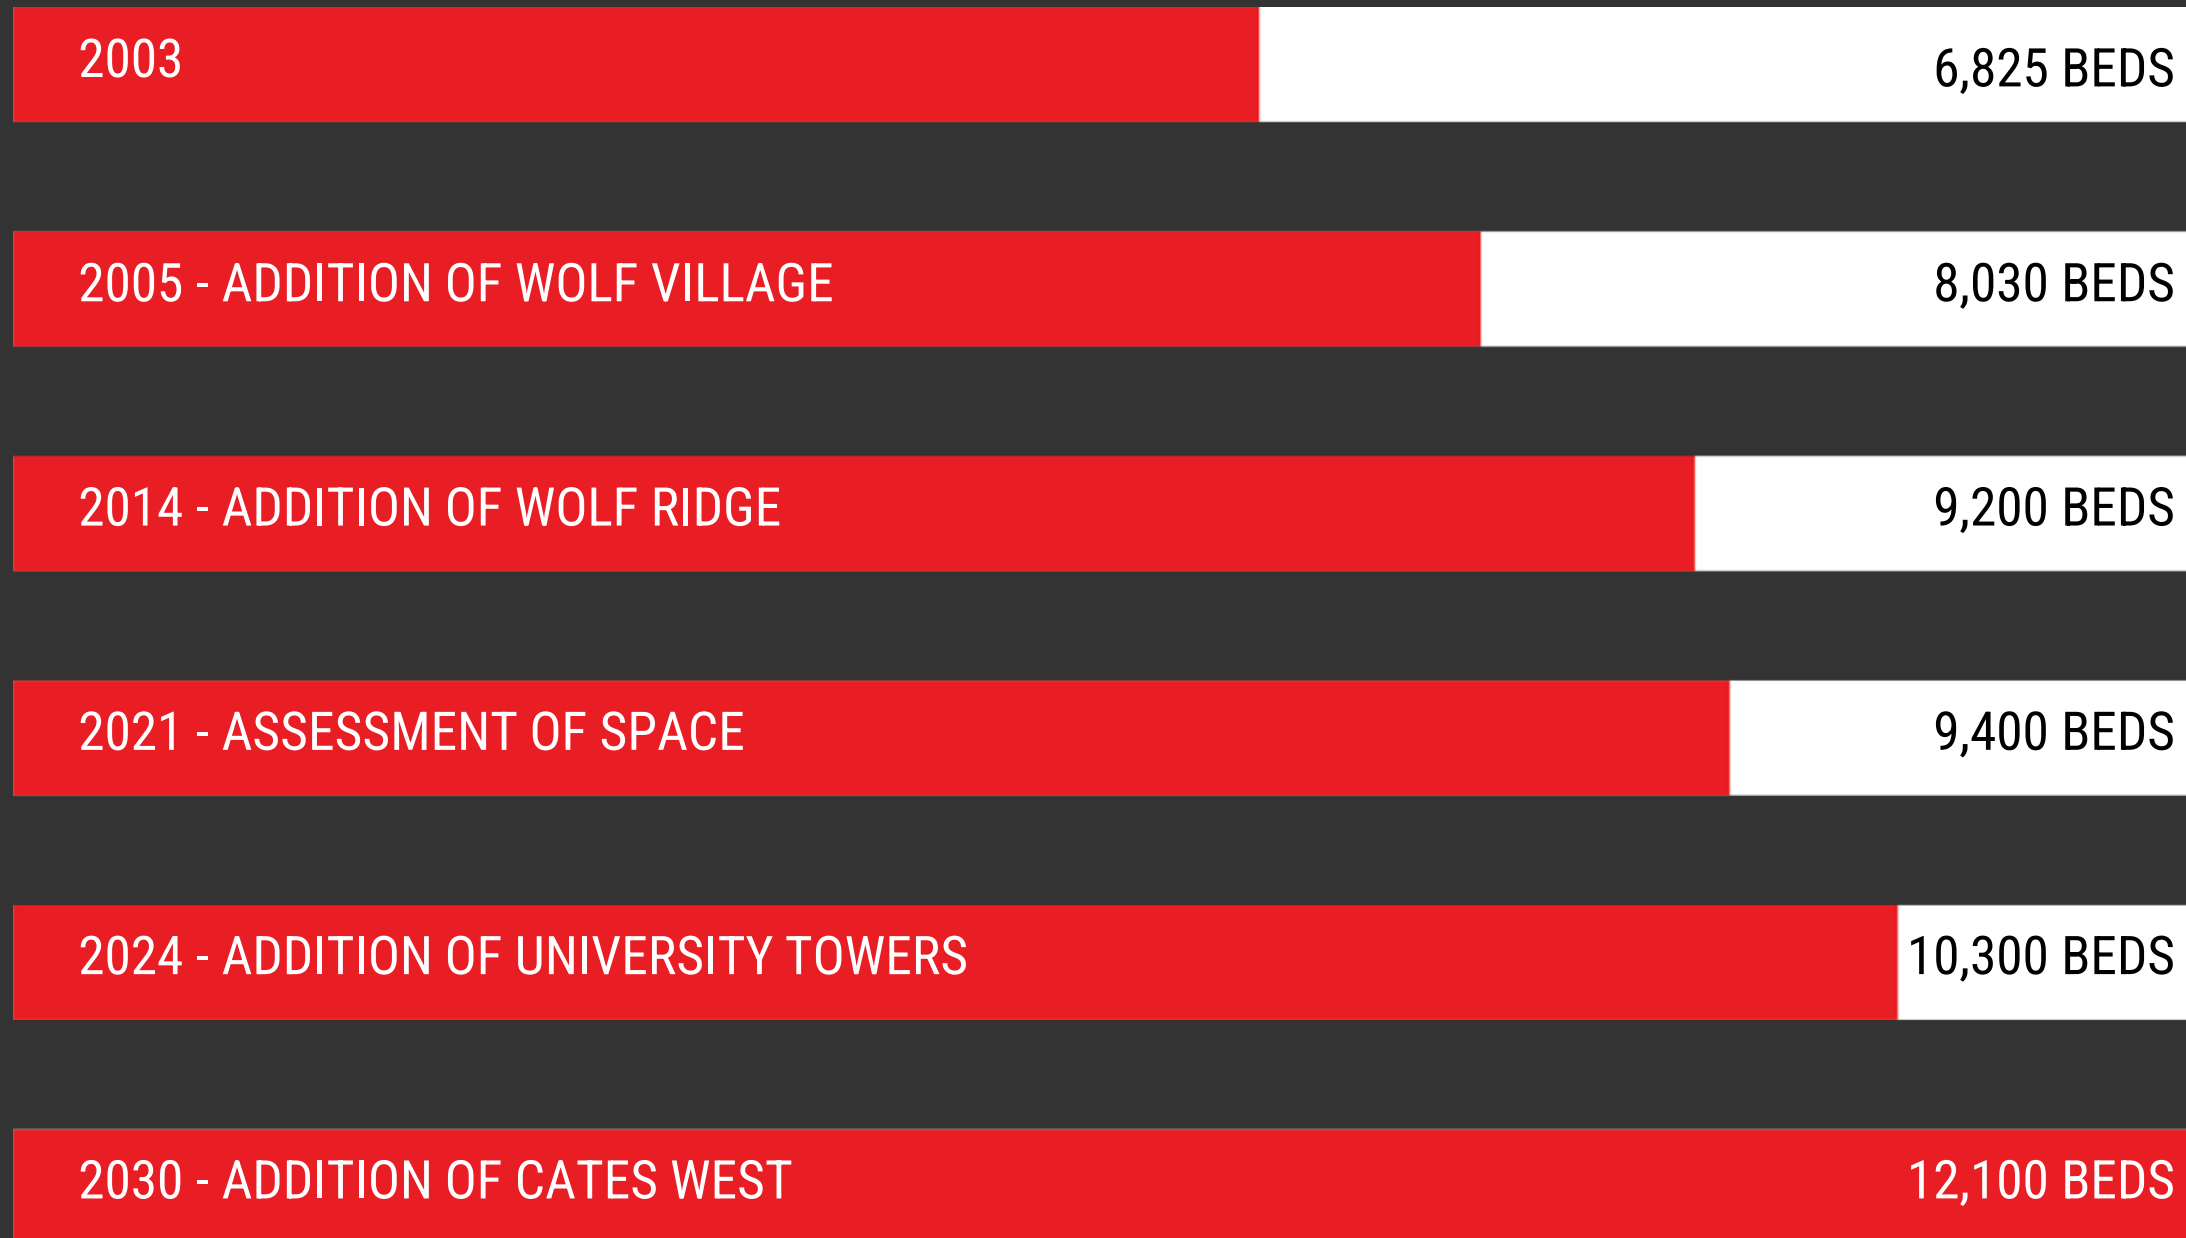 2003 6,825 BEDS
2005 - ADDITION OF WOLF VILLAGE 8,030 BEDS
2014 - ADDITION OF WOLF RIDGE 9,200 BEDS
2021 - ASSESSMENT OF SPACE 9,400 BEDS
2024 - ADDITION OF UNIVERSITY TOWERS 10,300 BEDS
2030 - ADDITION OF CATES WEST 12,100 BEDS